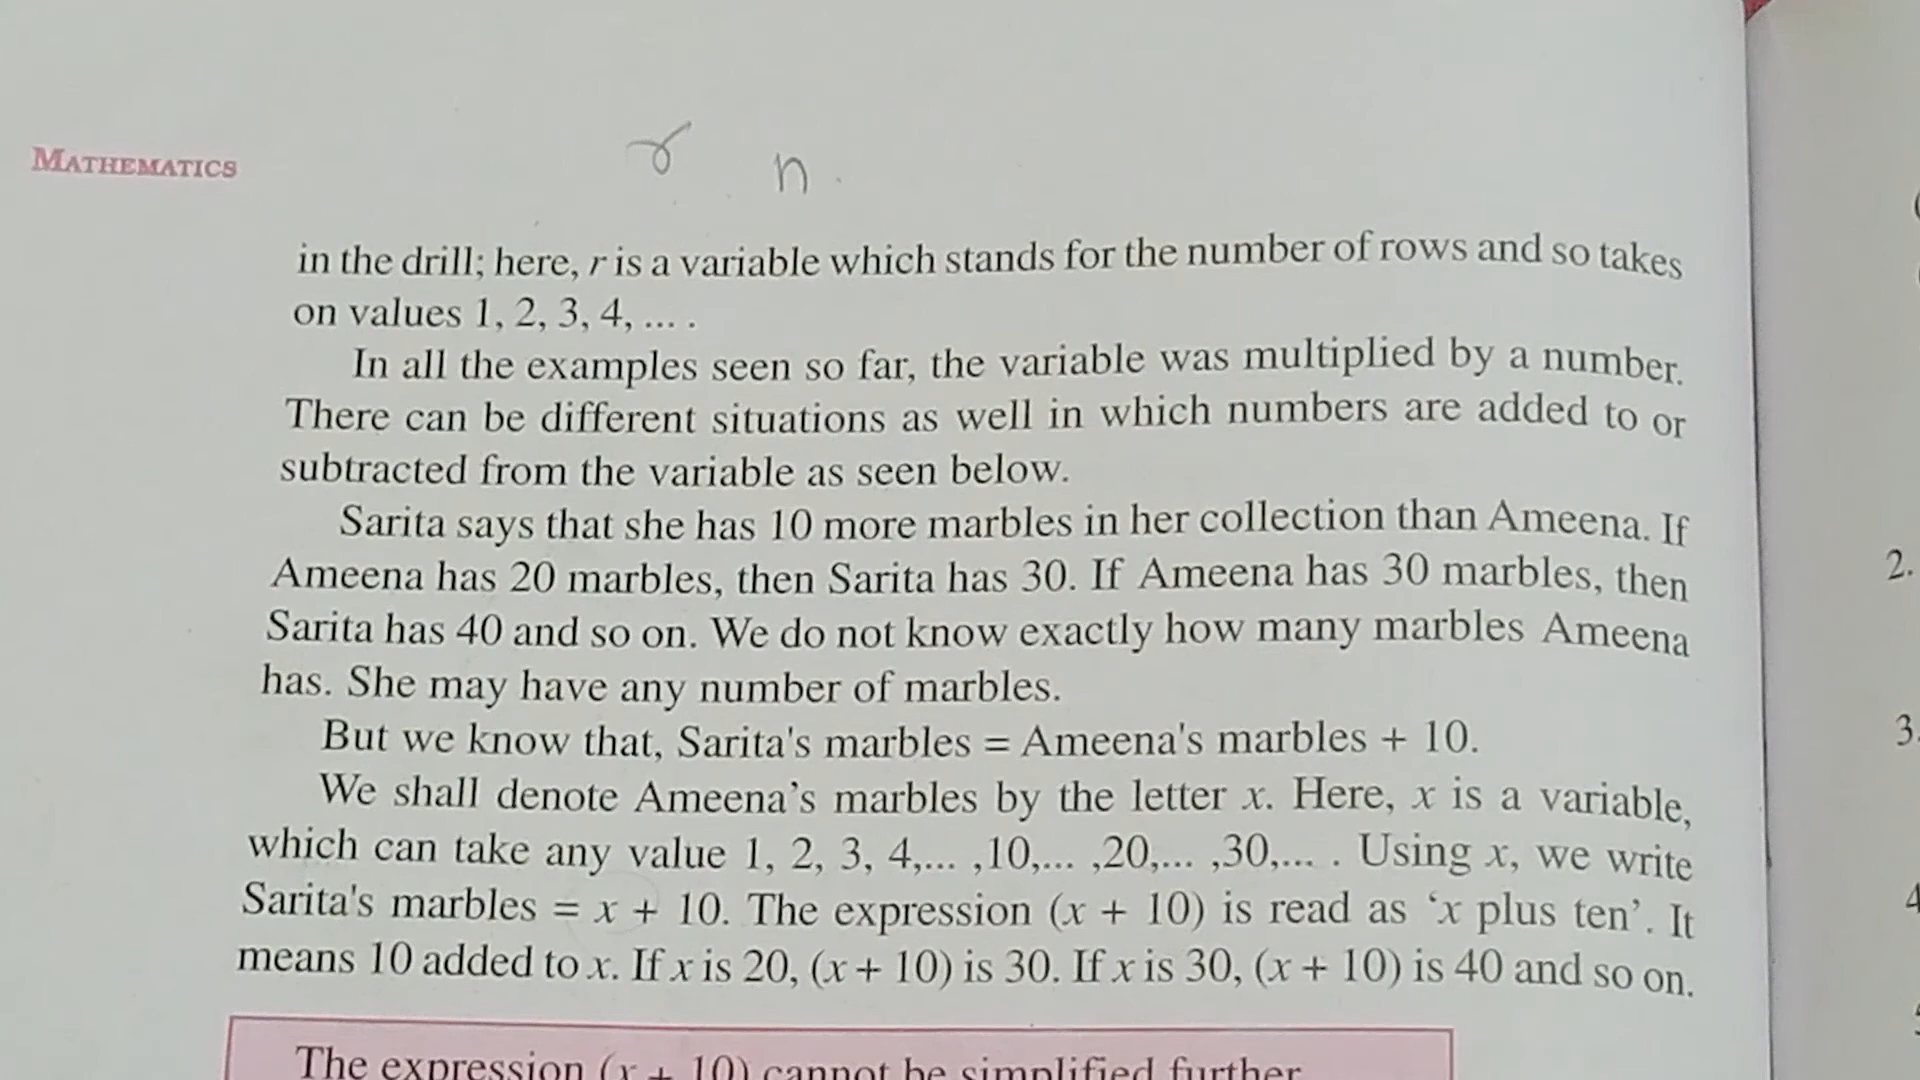 MATHEMATICS
r n
in the drill; here, r is a variable which stands for the number of rows and so takes
on values 1, 2, 3, 4, ... .
In all the examples seen so far, the variable was multiplied by a number.
There can be different situations as well in which numbers are added to or
subtracted from the variable as seen below.
Sarita says that she has 10 more marbles in her collection than Ameena. If
Ameena has 20 marbles, then Sarita has 30. If Ameena has 30 marbles, then
Sarita has 40 and so on. We do not know exactly how many marbles Ameena
has. She may have any number of marbles.
But we know that, Sarita's marbles = Ameena's marbles + 10.
We shall denote Ameena’s marbles by the letter x. Here, x is a variable,
which can take any value 1, 2, 3, 4,... ,10,... ,20,... ,30,... . Using x, we write
Sarita's marbles = x + 10. The expression (x + 10) is read as ‘x plus ten’. It
means 10 added to x. If x is 20, (x + 10) is 30. If x is 30, (x + 10) is 40 and so on.
The expression (x + 10) cannot be simplified further.
2.
3.
4